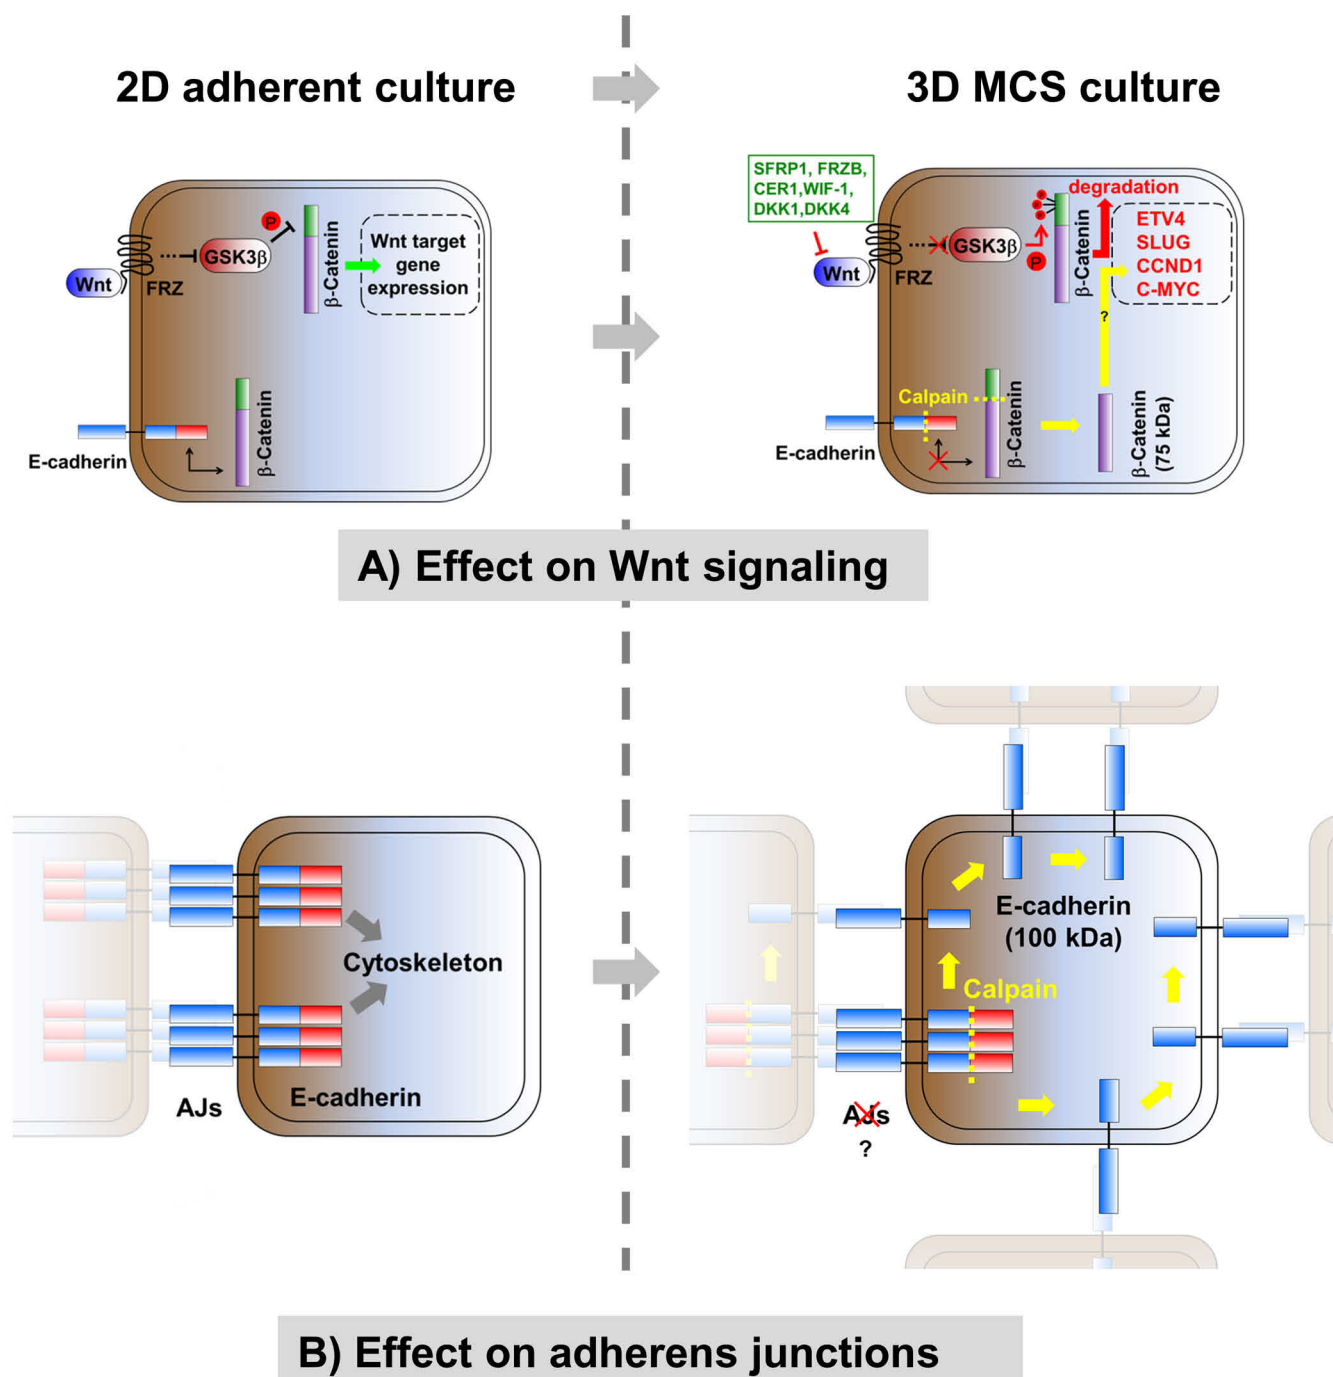 2D adherent culture
3D MCS culture
Wnt
FRZ
GSK3β
P
β-Catenin
Wnt target
gene
expression
E-cadherin
β-Catenin
SFRP1, FRZB,
CER1,WIF-1,
DKK1,DKK4
Wnt
FRZ
GSK3β
P
P
P
P
β-Catenin
degradation
ETV4
SLUG
CCND1
C-MYC
?
Calpain
E-cadherin
β-Catenin
β-Catenin
(75 kDa)
A) Effect on Wnt signaling
Cytoskeleton
E-cadherin
AJs
E-cadherin
(100 kDa)
Calpain
AJs
?
B) Effect on adherens junctions